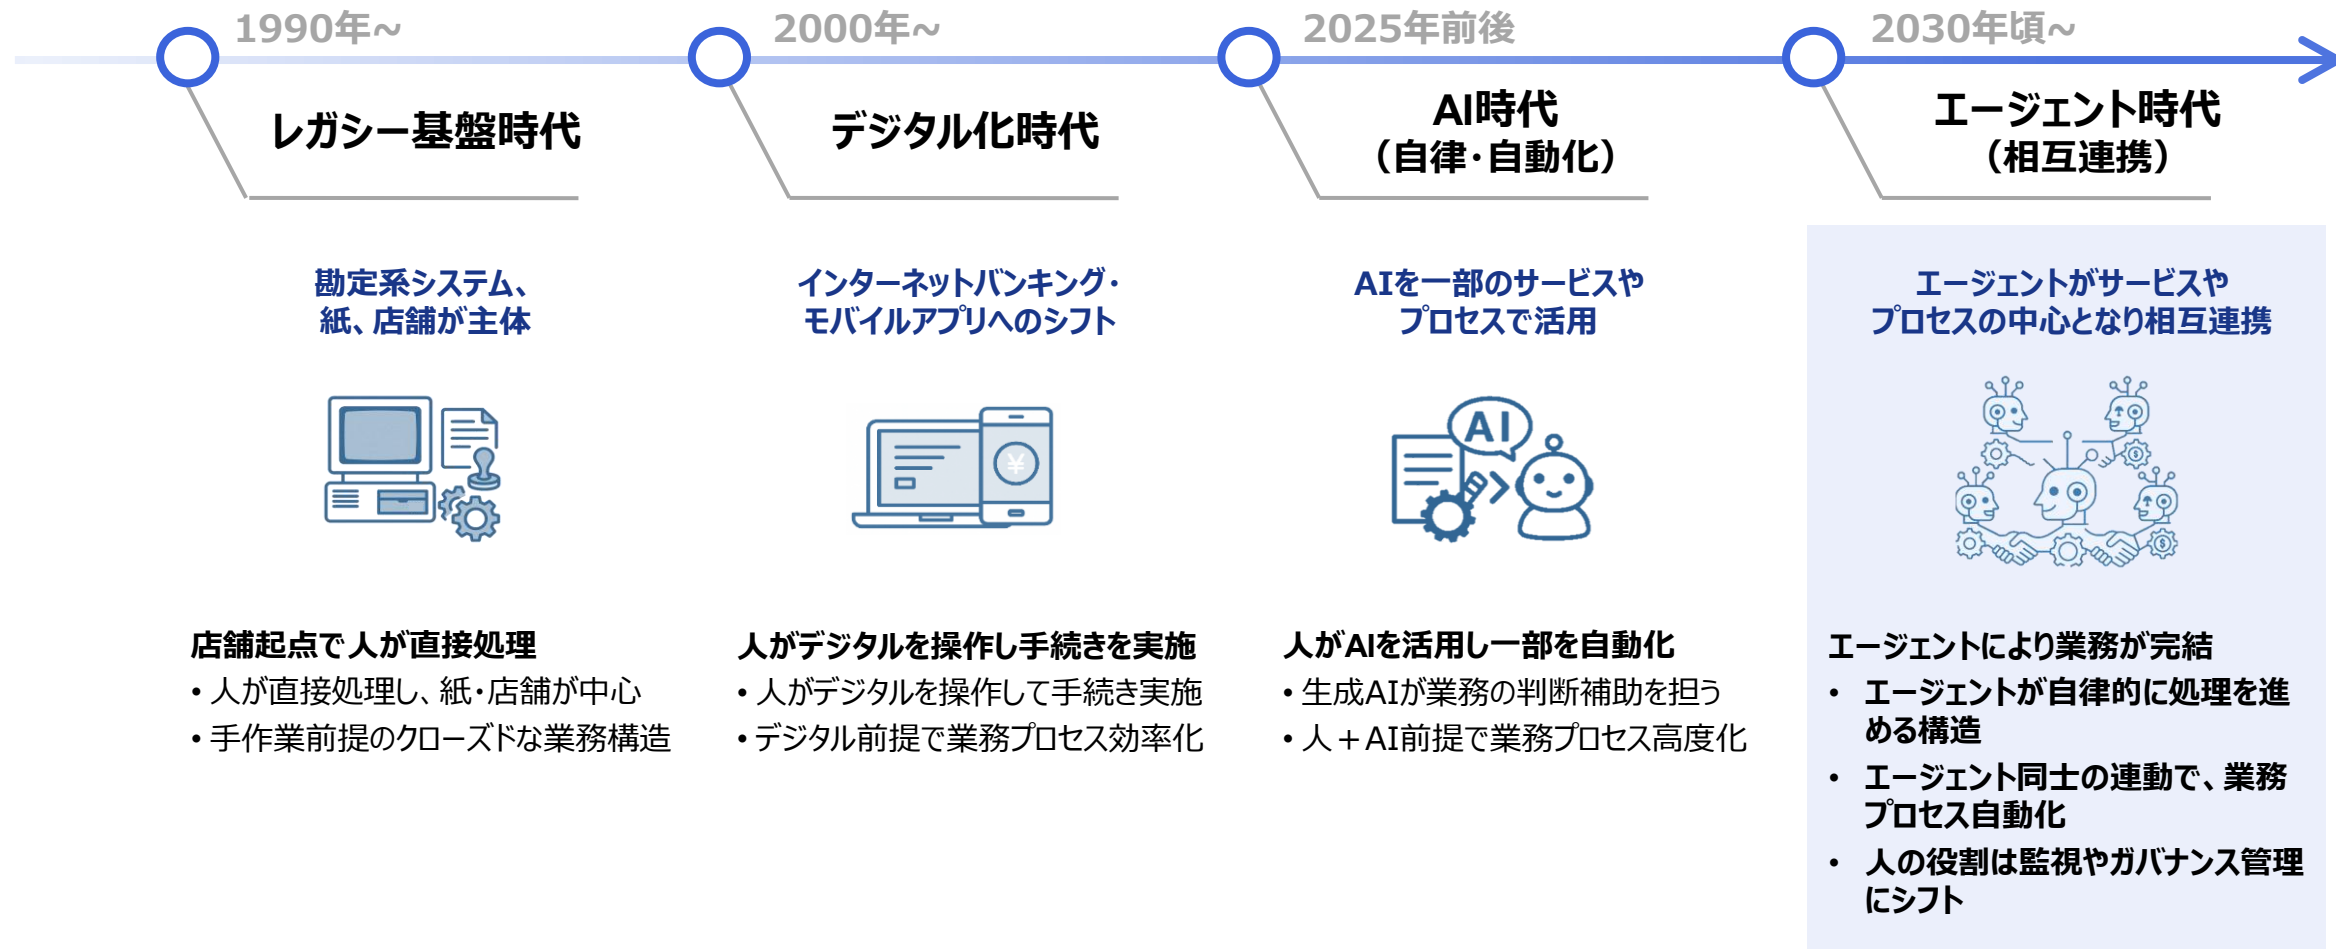 1990年~
2000年~
2025年前後
2030年頃~
レガシー基盤時代
デジタル化時代
AI時代
（自律・自動化）
エージェント時代
（相互連携）
勘定系システム、
紙、店舗が主体
インターネットバンキング・
モバイルアプリへのシフト
AIを一部のサービスや
プロセスで活用
エージェントがサービスや
プロセスの中心となり相互連携
¥
AI
$
$
店舗起点で人が直接処理
• 人が直接処理し、紙・店舗が中心
• 手作業前提のクローズドな業務構造
人がデジタルを操作し手続きを実施
• 人がデジタルを操作して手続き実施
• デジタル前提で業務プロセス効率化
人がAIを活用し一部を自動化
• 生成AIが業務の判断補助を担う
• 人＋AI前提で業務プロセス高度化
エージェントにより業務が完結
• エージェントが自律的に処理を進
める構造
• エージェント同士の連動で、業務
プロセス自動化
• 人の役割は監視やガバナンス管理
にシフト